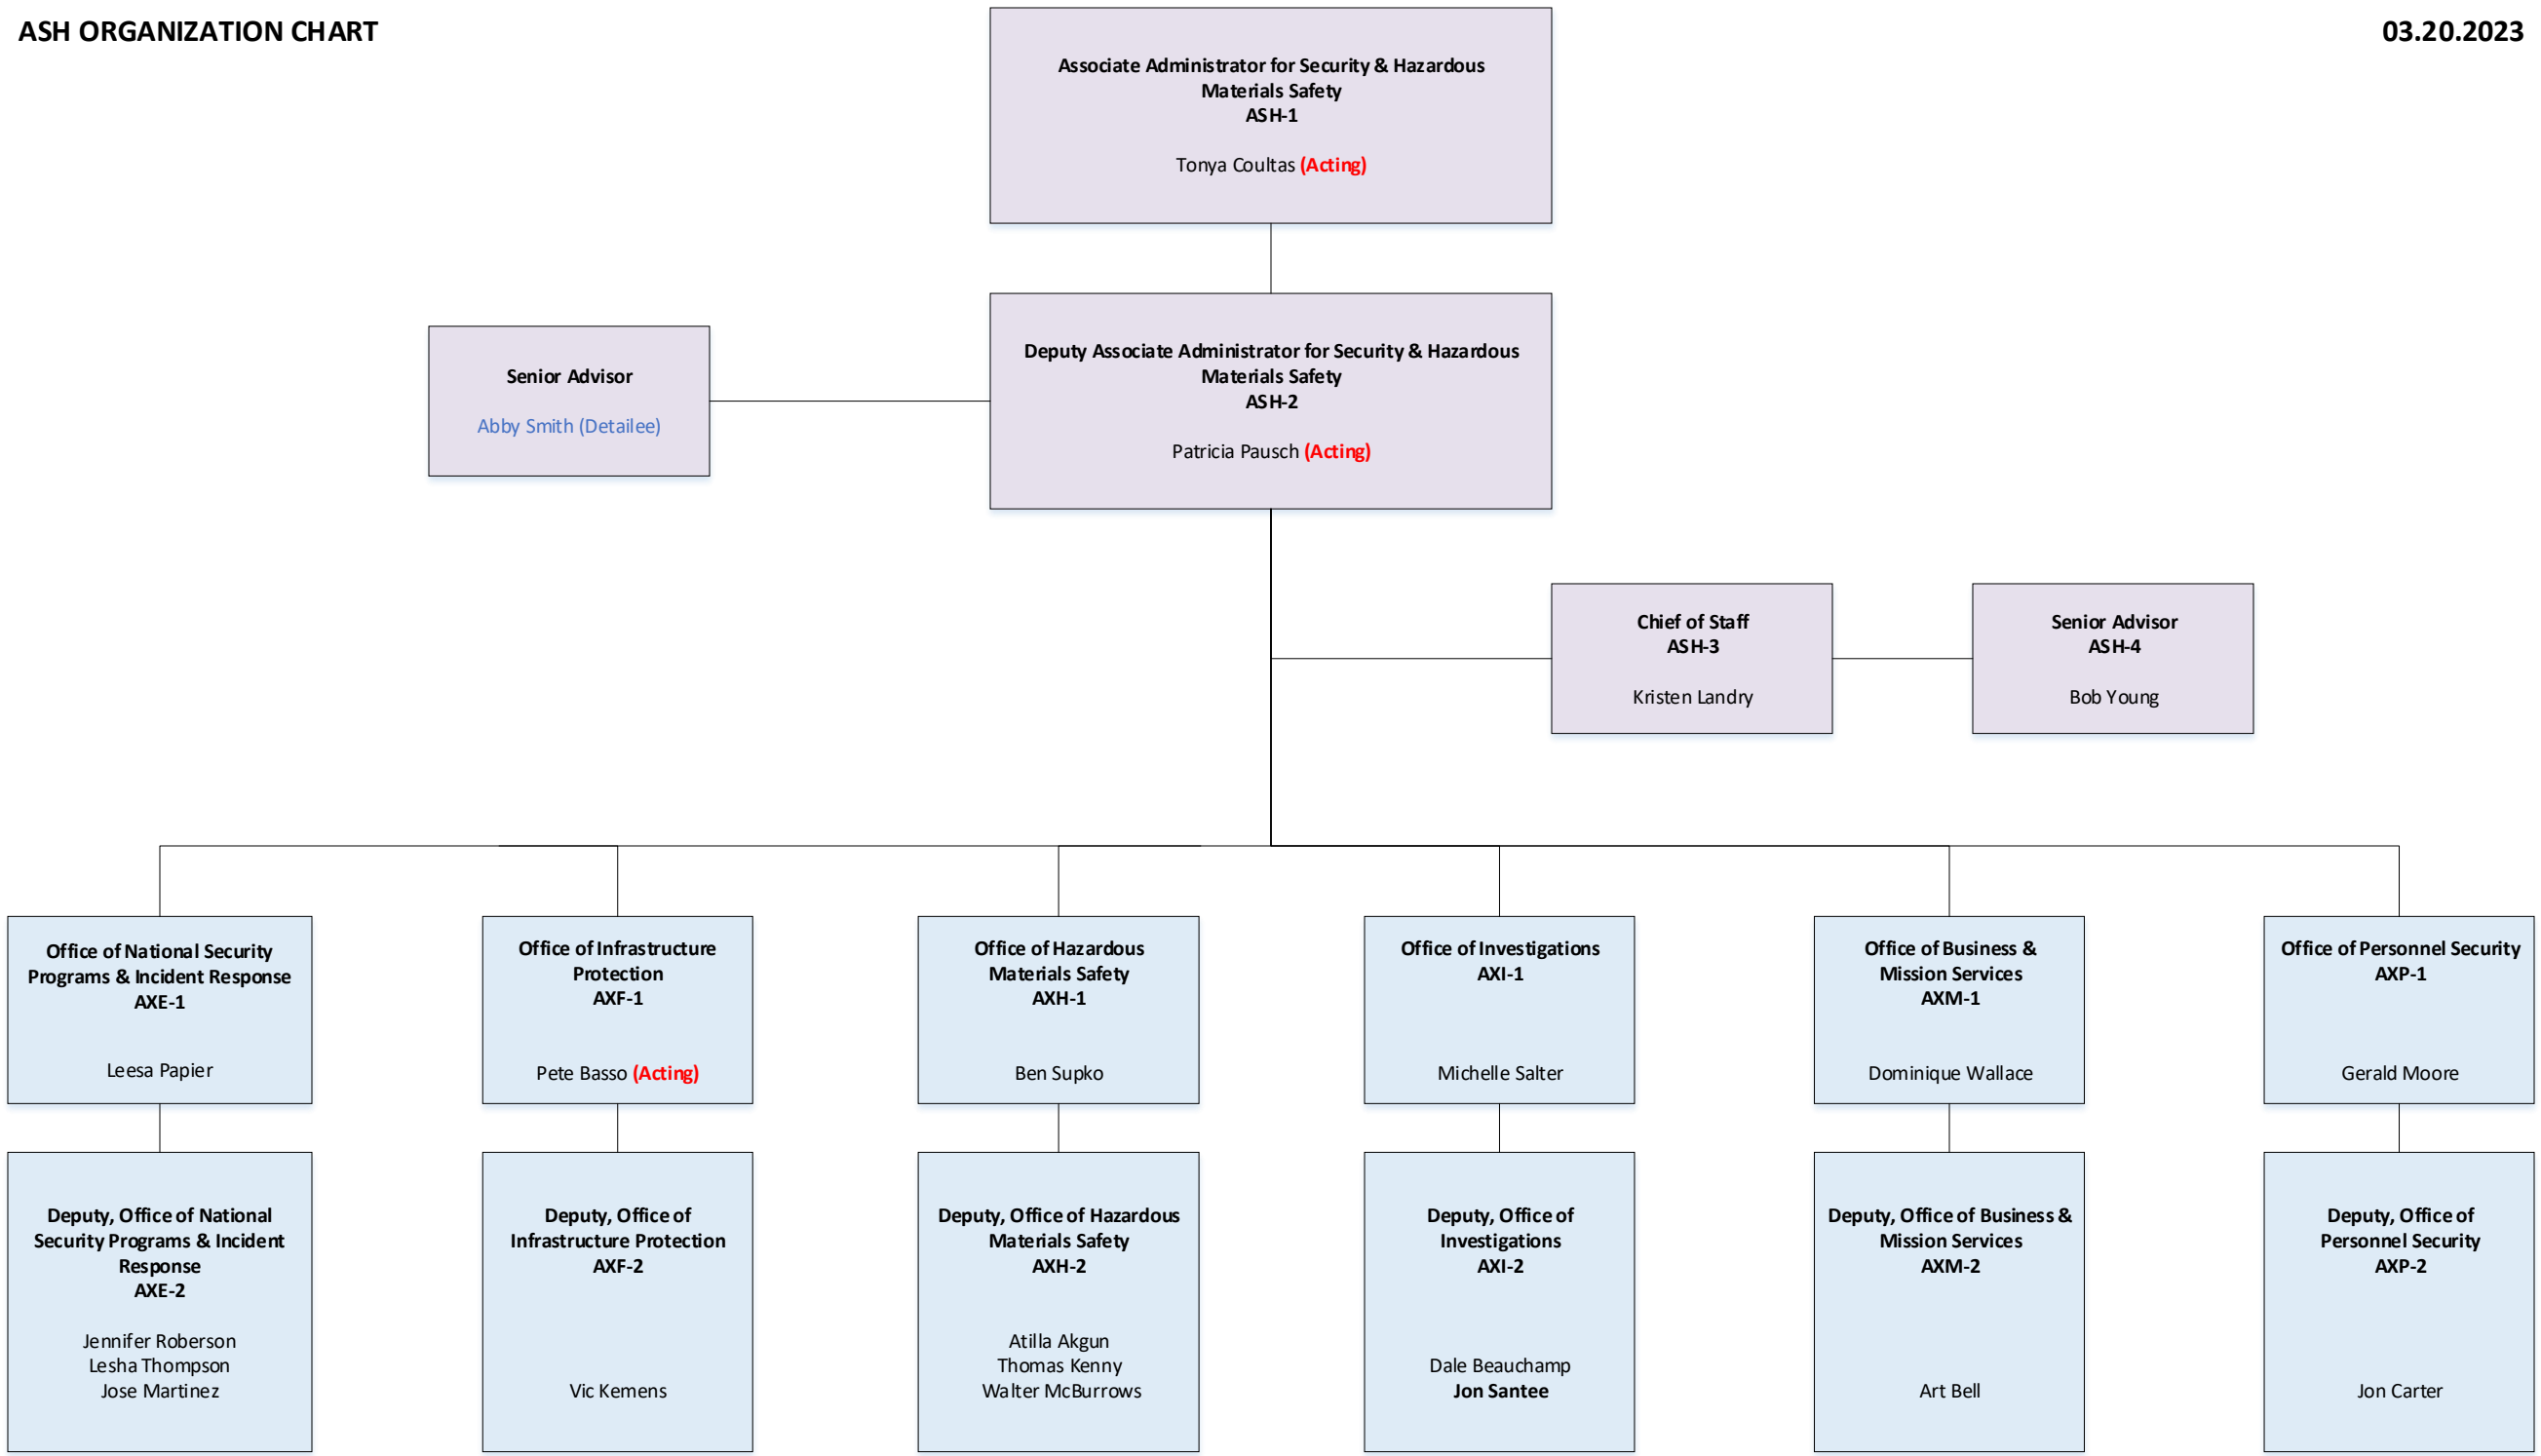 ASH ORGANIZATION CHART
03.20.2023
Associate Administrator for Security & Hazardous
Materials Safety
ASH-1
Tonya Coultas (Acting)
Senior Advisor
Abby Smith (Detailee)
Deputy Associate Administrator for Security & Hazardous
Materials Safety
ASH-2
Patricia Pausch (Acting)
Chief of Staff
ASH-3
Kristen Landry
Senior Advisor
ASH-4
Bob Young
Office of National Security
Programs & Incident Response
AXE-1
Leesa Papier
Office of Infrastructure
Protection
AXF-1
Pete Basso (Acting)
Office of Hazardous
Materials Safety
AXH-1
Ben Supko
Office of Investigations
AXI-1
Michelle Salter
Office of Business &
Mission Services
AXM-1
Dominique Wallace
Office of Personnel Security
AXP-1
Gerald Moore
Deputy, Office of National
Security Programs & Incident
Response
AXE-2
Jennifer Roberson
Lesha Thompson
Jose Martinez
Deputy, Office of
Infrastructure Protection
AXF-2
Vic Kemens
Deputy, Office of Hazardous
Materials Safety
AXH-2
Atilla Akgun
Thomas Kenny
Walter McBurrows
Deputy, Office of
Investigations
AXI-2
Dale Beauchamp
Jon Santee
Deputy, Office of Business &
Mission Services
AXM-2
Art Bell
Deputy, Office of
Personnel Security
AXP-2
Jon Carter